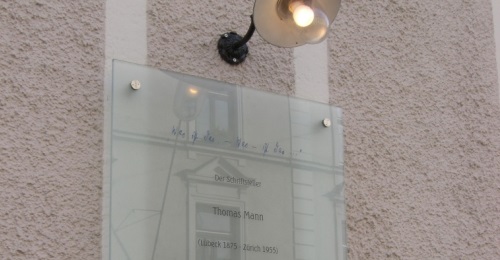 Der Schriftsteller
Thomas Mann
(Lübeck 1875 - Zürich 1955)